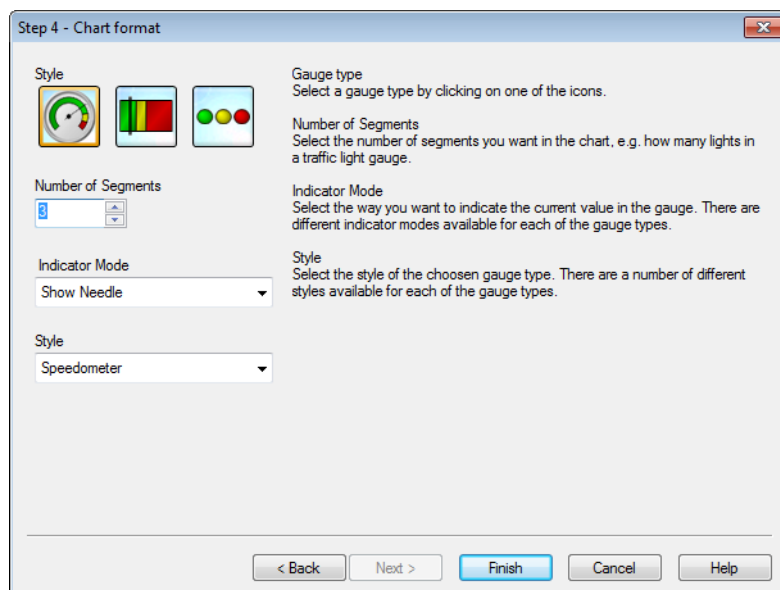 Step 4 - Chart format
Style
Number of Segments
3
Indicator Mode
Show Needle
Style
Speedometer
Gauge type
Select a gauge type by clicking on one of the icons.
Number of Segments
Select the number of segments you want in the chart, e.g. how many lights in
a traffic light gauge.
Indicator Mode
Select the way you want to indicate the current value in the gauge. There are
different indicator modes available for each of the gauge types.
Style
Select the style of the choosen gauge type. There are a number of different
styles available for each of the gauge types.
< Back
Next >
Finish
Cancel
Help